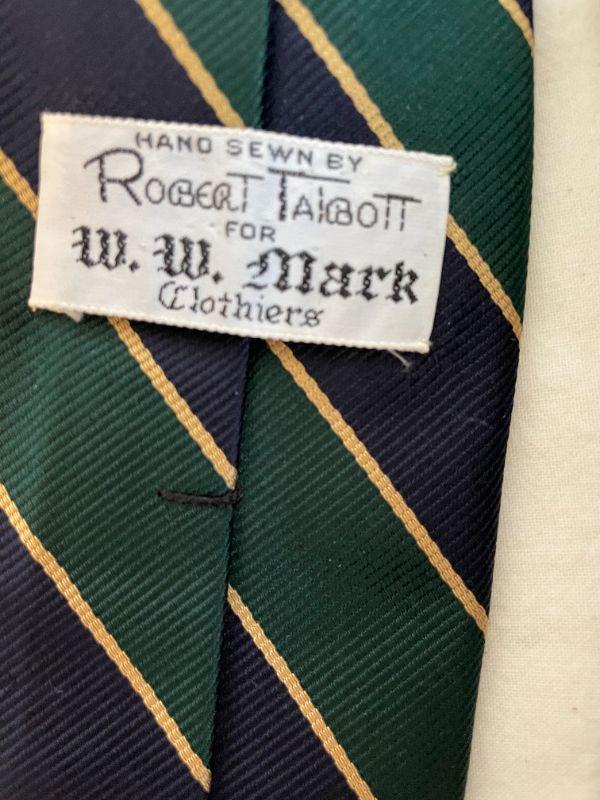 HAND SEWN BY
ROBERT TALBOTT
FOR
W. W. Mark
Clothiers